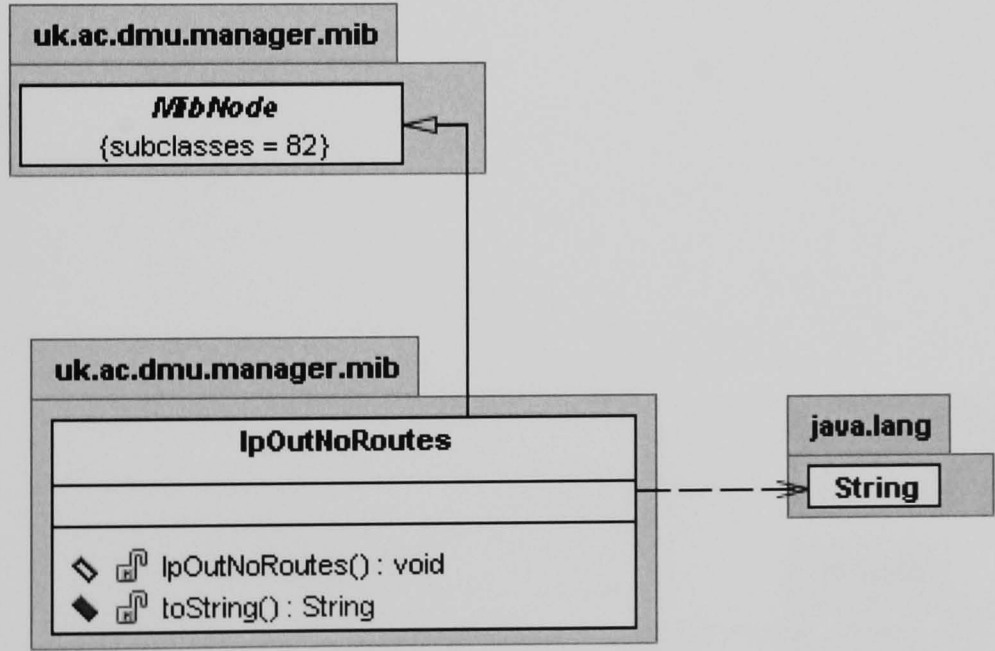 uk.ac.dmu.manager.mib
MibNode
{subclasses = 82}
uk.ac.dmu.manager.mib
IpOutNoRoutes
java.lang
String
IpOutNoRoutes() : void
toString() : String